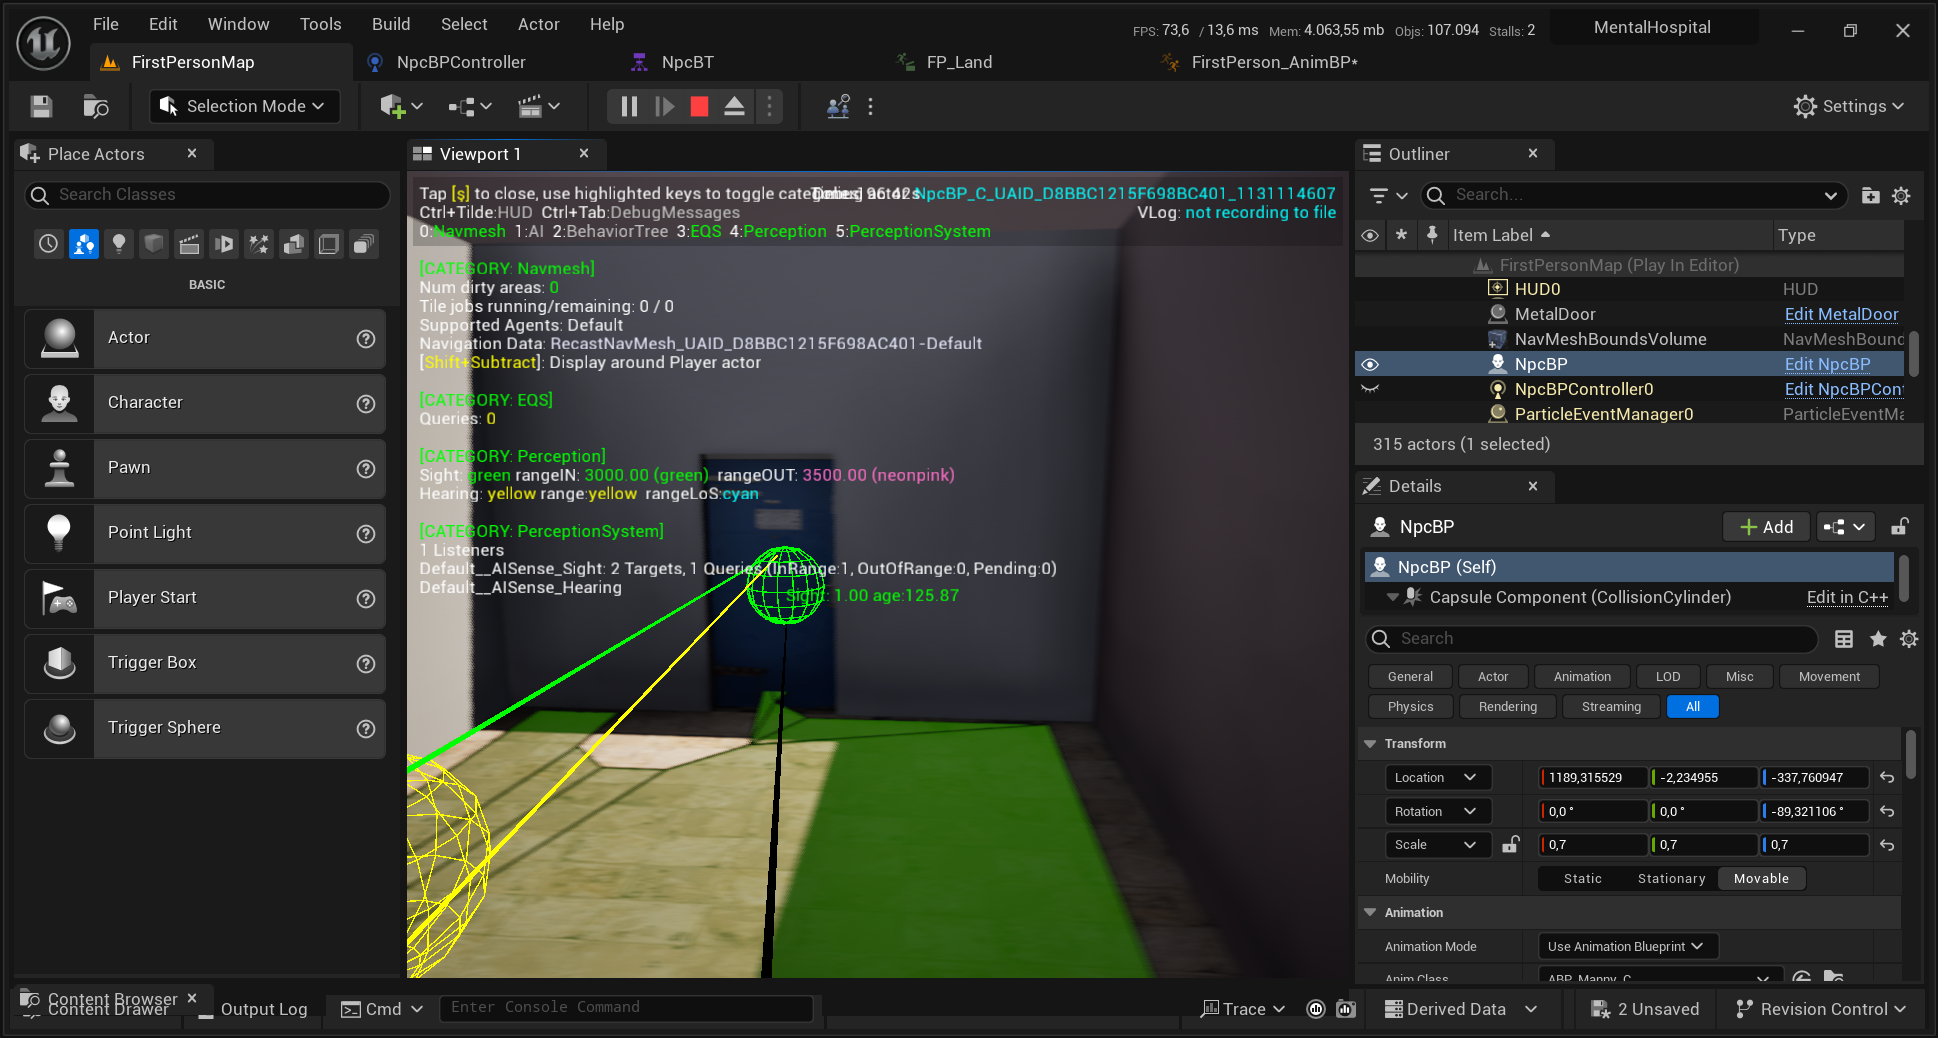 File Edit Window Tools Build Select Actor Help
FPS: 73,6 / 13,6 ms Mem: 4.063,55 mb Objs: 107.094 Stalls: 2
MentalHospital
FirstPersonMap
NpcBPController
NpcBT
FP_Land
FirstPerson_AnimBP*
Selection Mode
Settings
Place Actors
Search Classes
BASIC
Actor
Character
Pawn
Point Light
Player Start
Trigger Box
Trigger Sphere
Viewport 1
Tap [ş] to close, use highlighted keys to toggle categories
NpcBP_C_UAID_D8BBC1215F698BC401_1131114607
Ctrl+Tilde:HUD Ctrl+Tab:DebugMessages
VLog: not recording to file
0:Navmesh 1:AI 2:BehaviorTree 3:EQS 4:Perception 5:PerceptionSystem
[CATEGORY: Navmesh]
Num dirty areas: 0
Tile jobs running/remaining: 0 / 0
Supported Agents: Default
Navigation Data: RecastNavMesh_UAID_D8BBC1215F698AC401-Default
[Shift+Subtract]: Display around Player actor
[CATEGORY: EQS]
Queries: 0
[CATEGORY: Perception]
Sight: green rangeIN: 3000.00 (green) rangeOUT: 3500.00 (neonpink)
Hearing: yellow range:yellow rangeLoS:cyan
[CATEGORY: PerceptionSystem]
1 Listeners
Default__AISense_Sight: 2 Targets, 1 Queries (InRange:1, OutOfRange:0, Pending:0)
Default__AISense_Hearing
Sight: 1.00 age:125.87
Outliner
Search...
Item Label Type
FirstPersonMap (Play In Editor)
HUD0 HUD
MetalDoor Edit MetalDoor
NavMeshBoundsVolume NavMeshBound
NpcBP Edit NpcBP
NpcBPController0 Edit NpcBPCon
ParticleEventManager0 ParticleEventMa
315 actors (1 selected)
Details
NpcBP
Add
NpcBP (Self)
Capsule Component (CollisionCylinder) Edit in C++
Search
General Actor Animation LOD Misc Movement
Physics Rendering Streaming All
Transform
Location 1189,315529 -2,234955 -337,760947
Rotation 0,0 ° 0,0 ° -89,321106 °
Scale 0,7 0,7 0,7
Mobility Static Stationary Movable
Animation
Animation Mode Use Animation Blueprint
Anim Class ABP_Manny_C
Content Browser
Content Drawer
Output Log
Cmd
Enter Console Command
Trace
Derived Data
2 Unsaved
Revision Control